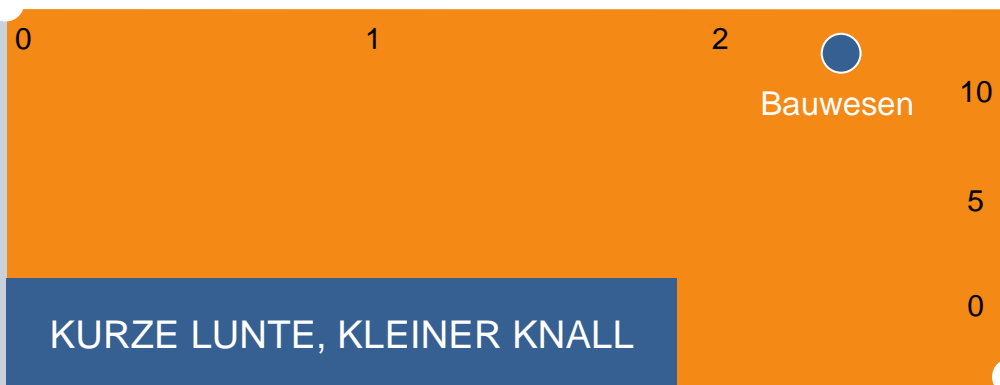 0 1 2
Bauwesen
10
5
0
KURZE LUNTE, KLEINER KNALL